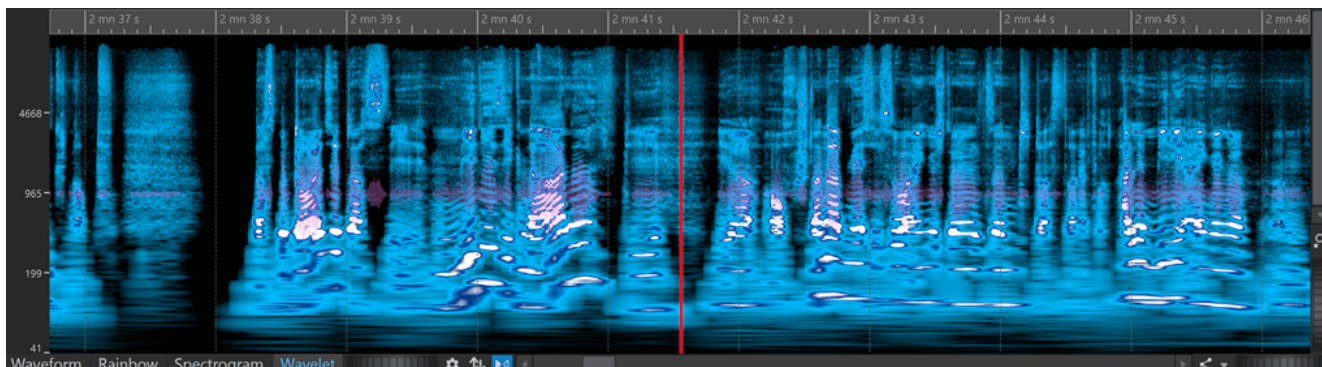 2 mn 37 s 2 mn 38 s 2 mn 39 s 2 mn 40 s 2 mn 41 s 2 mn 42 s 2 mn 43 s 2 mn 44 s 2 mn 45 s 2 mn 46
4668
965
199
41
Waveform Rainbow Spectrogram Wavelet